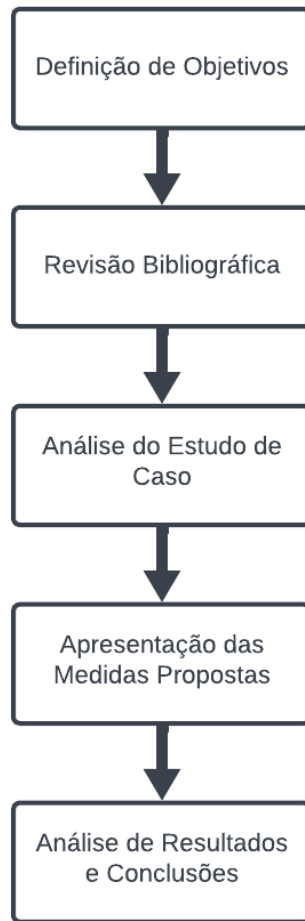 Definição de Objetivos
Revisão Bibliográfica
Análise do Estudo de
Caso
Apresentação das
Medidas Propostas
Análise de Resultados
e Conclusões